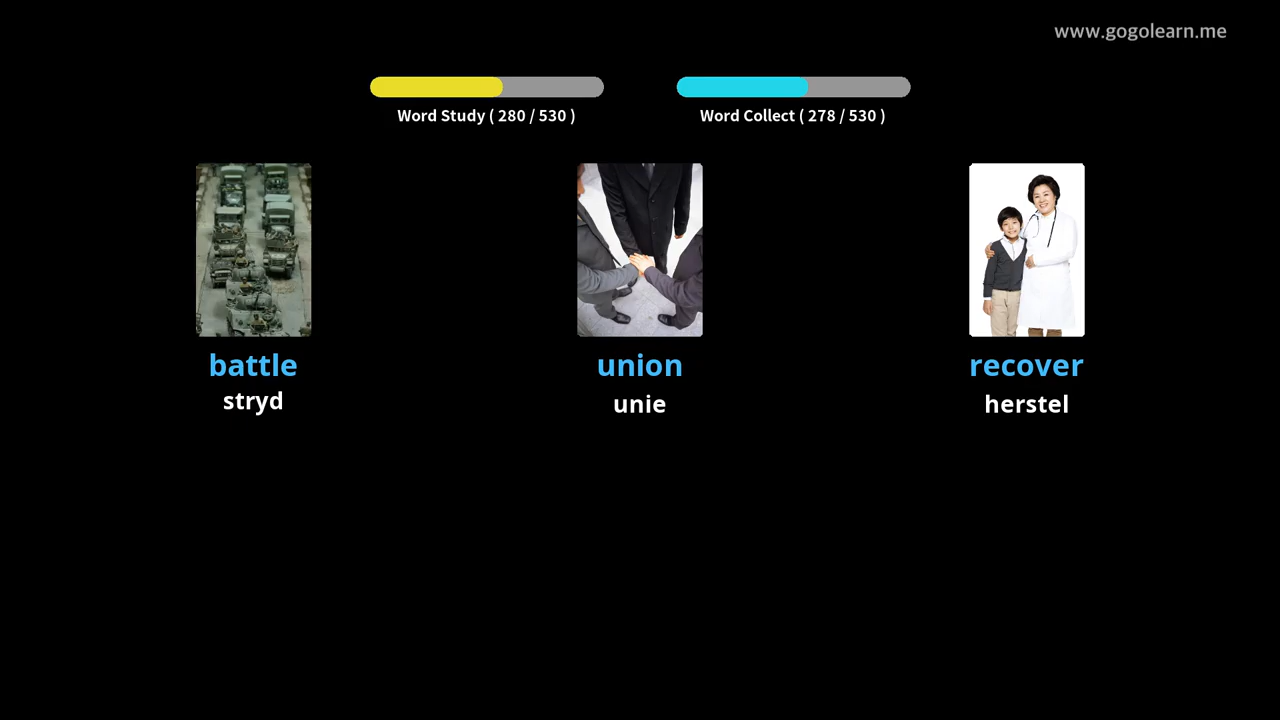 www.gogolearn.me
Word Study ( 280 / 530 )
Word Collect ( 278 / 530 )
battle
stryd
union
unie
recover
herstel